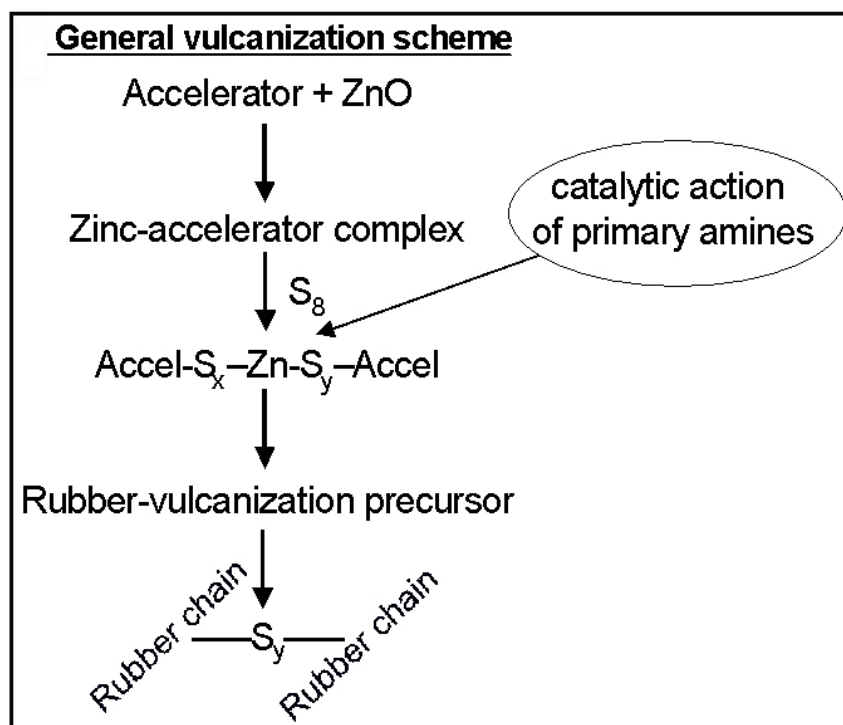 General vulcanization scheme
Accelerator + ZnO
catalytic action
of primary amines
Zinc-accelerator complex
S8
Accel-Sx–Zn-Sy–Accel
Rubber-vulcanization precursor
Rubber chain
Sy
Rubber chain